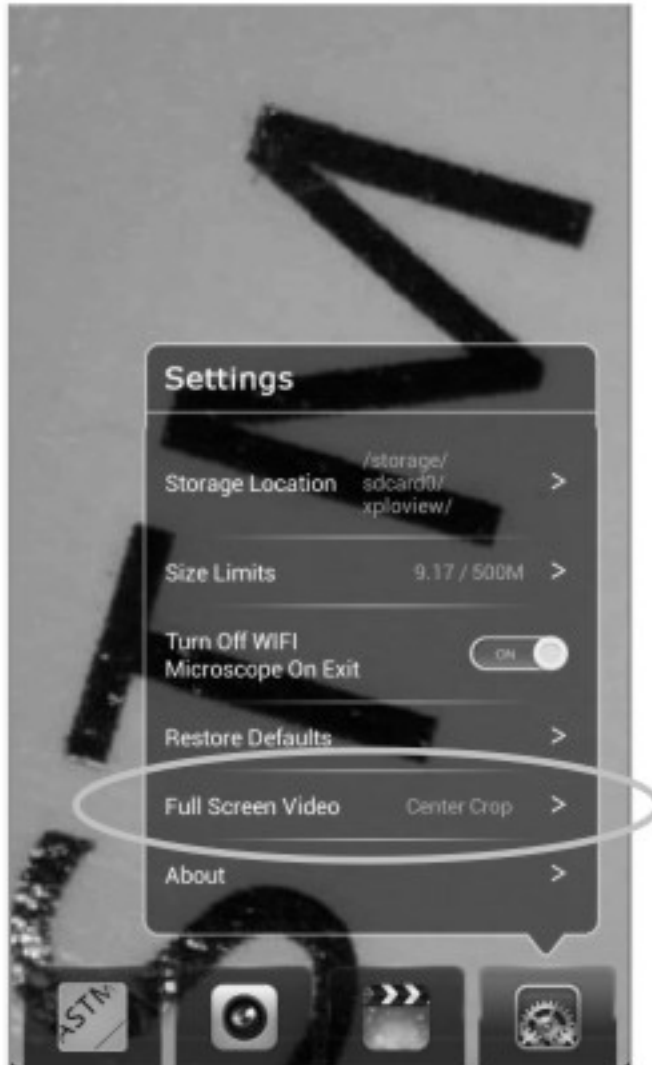 Settings
Storage Location
/storage/
sdcard0/
xploview/
>
Size Limits 9.17 / 500M >
Turn Off WIFI
Microscope On Exit
ON
Restore Defaults >
Full Screen Video Center Crop >
About >
ASTM